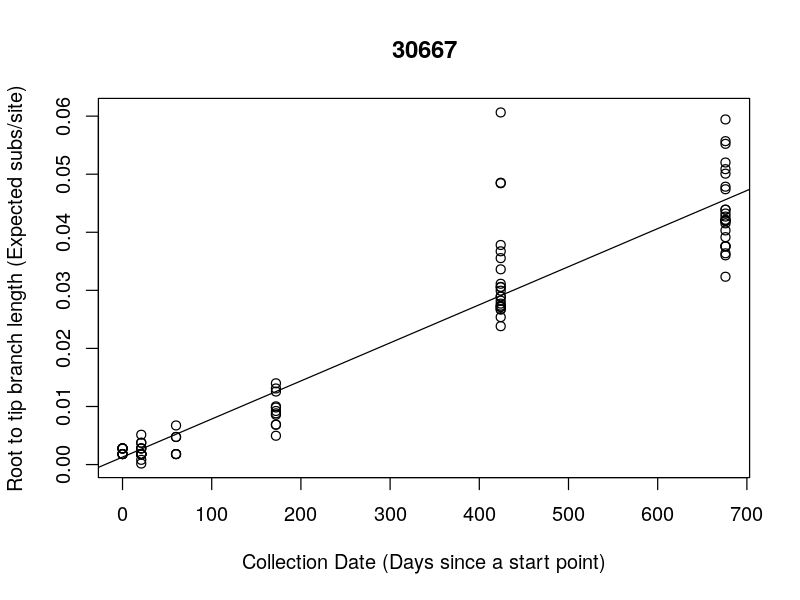 30667
Root to tip branch length (Expected subs/site)
0.06
0.05
0.04
0.03
0.02
0.01
0.00
0 100 200 300 400 500 600 700
Collection Date (Days since a start point)